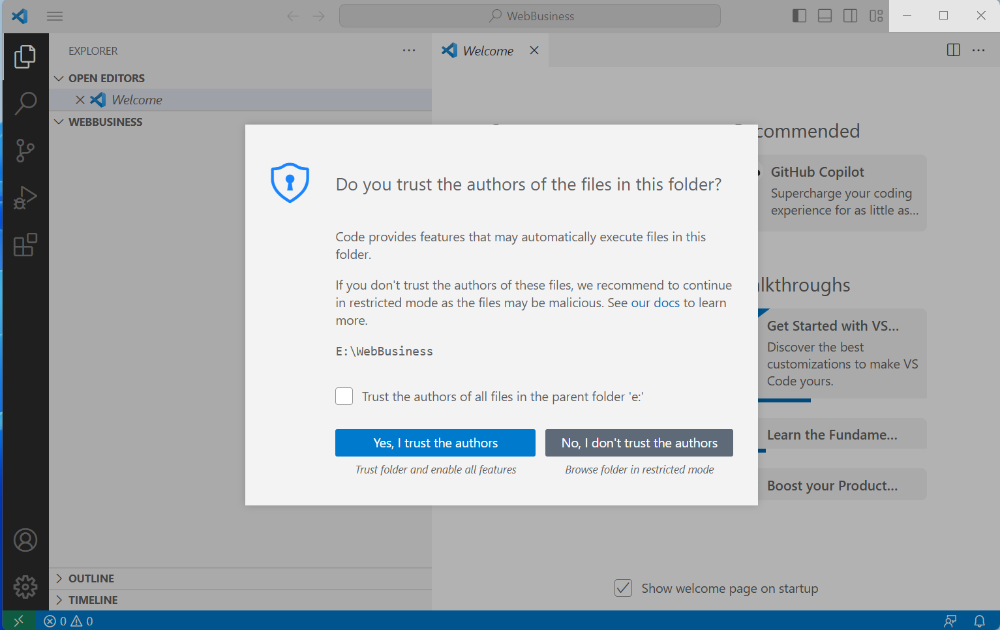 WebBusiness
EXPLORER
OPEN EDITORS
Welcome
WEBBUSINESS
OUTLINE
TIMELINE
Welcome
commended
GitHub Copilot
Supercharge your coding
experience for as little as...
lkthroughs
Get Started with VS...
Discover the best
customizations to make VS
Code yours.
Learn the Fundame...
Boost your Product...
Show welcome page on startup
Do you trust the authors of the files in this folder?
Code provides features that may automatically execute files in this
folder.
If you don't trust the authors of these files, we recommend to continue
in restricted mode as the files may be malicious. See our docs to learn
more.
E:\WebBusiness
Trust the authors of all files in the parent folder 'e:'
Yes, I trust the authors
No, I don't trust the authors
Trust folder and enable all features
Browse folder in restricted mode
0 0